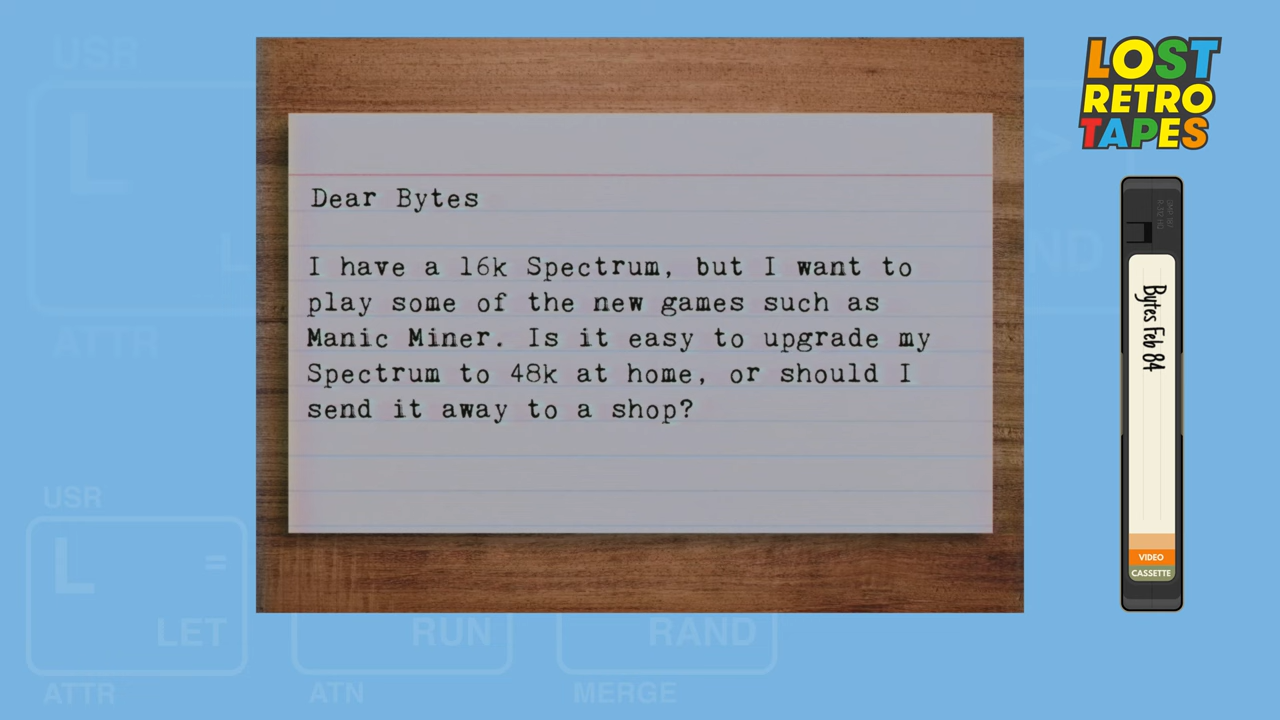 USR
L
ATTR
LOST
RETRO
TAPES
Dear Bytes
I have a 16k Spectrum, but I want to
play some of the new games such as
Manic Miner. Is it easy to upgrade my
Spectrum to 48k at home, or should I
send it away to a shop?
Bytes Feb 84
VIDEO
CASSETTE
USR
L =
LET
ATTR
RUN
ATN
RAND
MERGE